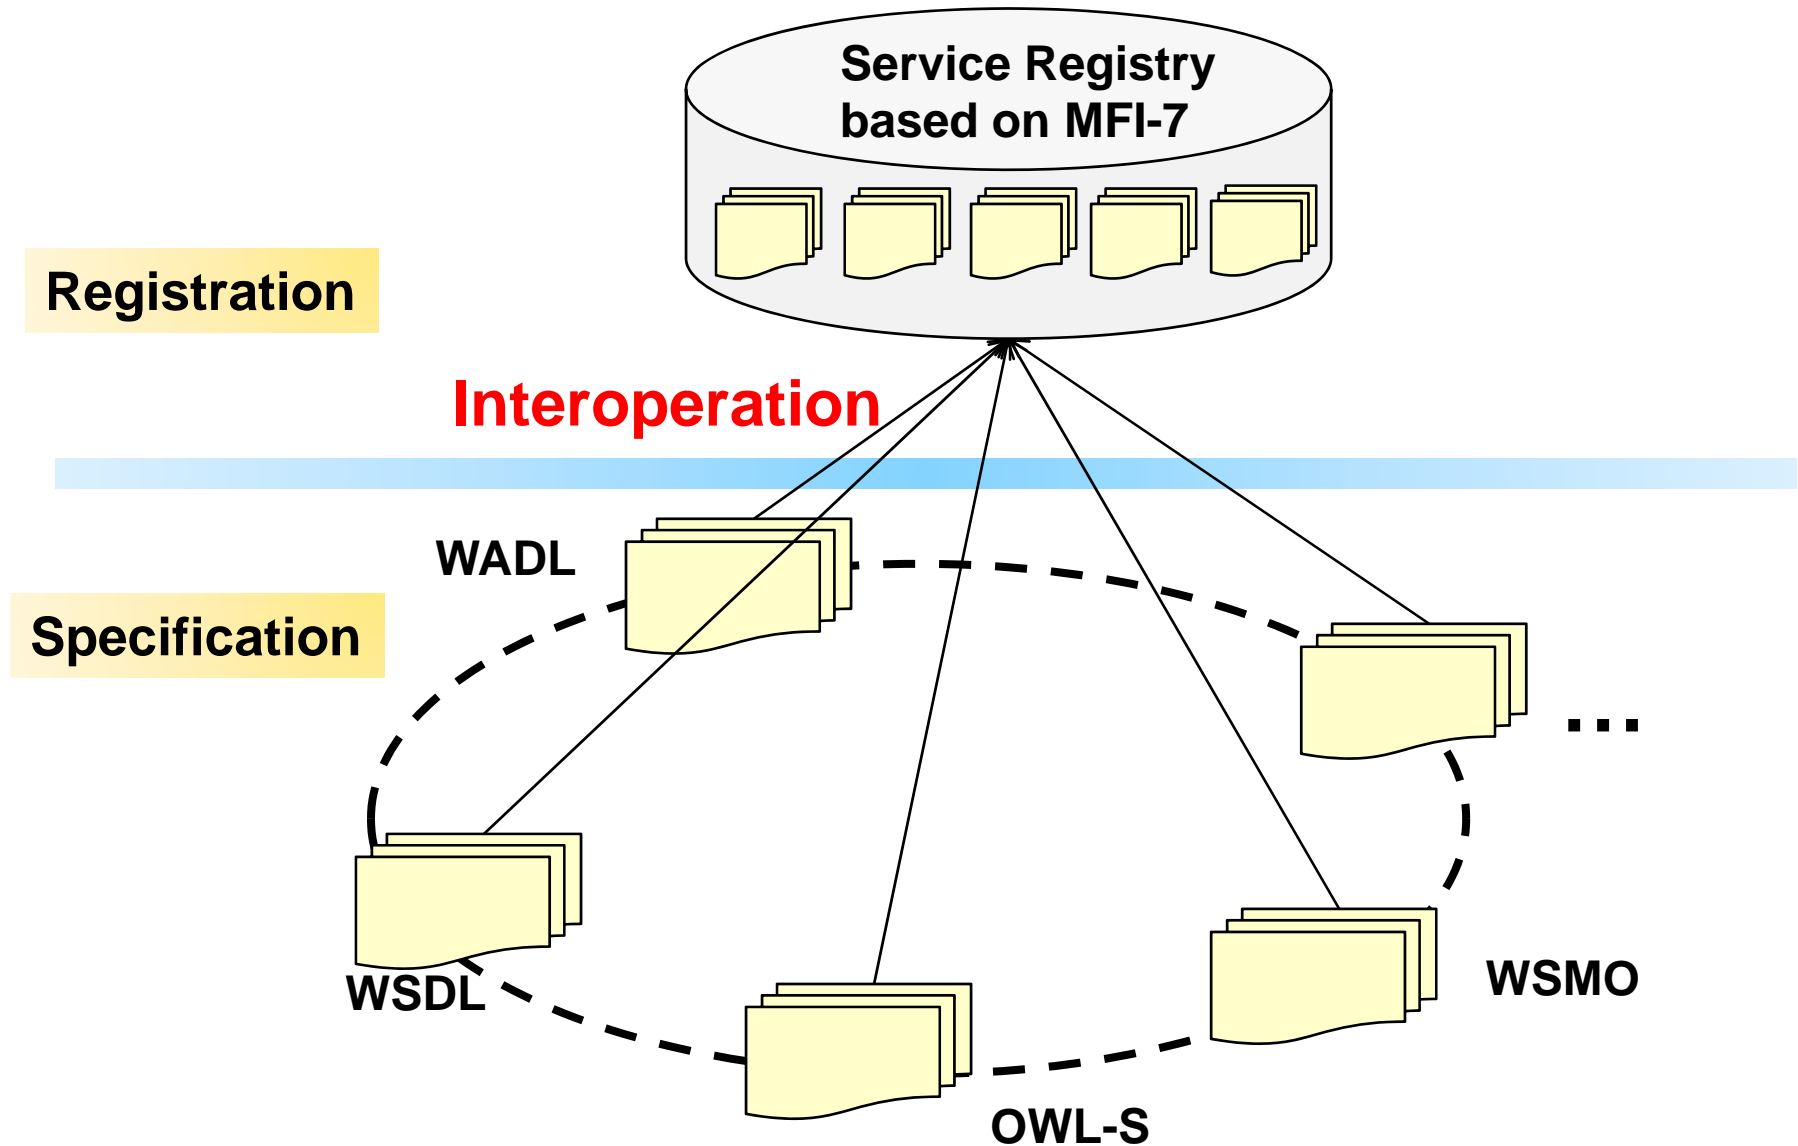 Service Registry
based on MFI-7
Registration
Interoperation
WADL
Specification
...
WSDL
WSMO
OWL-S